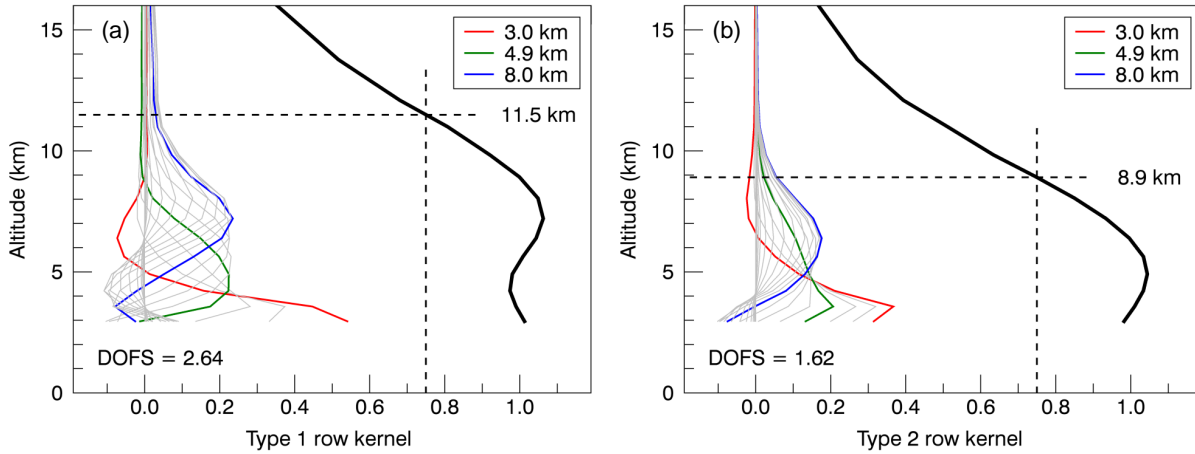 (a)
3.0 km
4.9 km
8.0 km
11.5 km
Altitude (km)
15
10
5
0
DOFS = 2.64
0.0 0.2 0.4 0.6 0.8 1.0
Type 1 row kernel
(b)
3.0 km
4.9 km
8.0 km
8.9 km
Altitude (km)
15
10
5
0
DOFS = 1.62
0.0 0.2 0.4 0.6 0.8 1.0
Type 2 row kernel